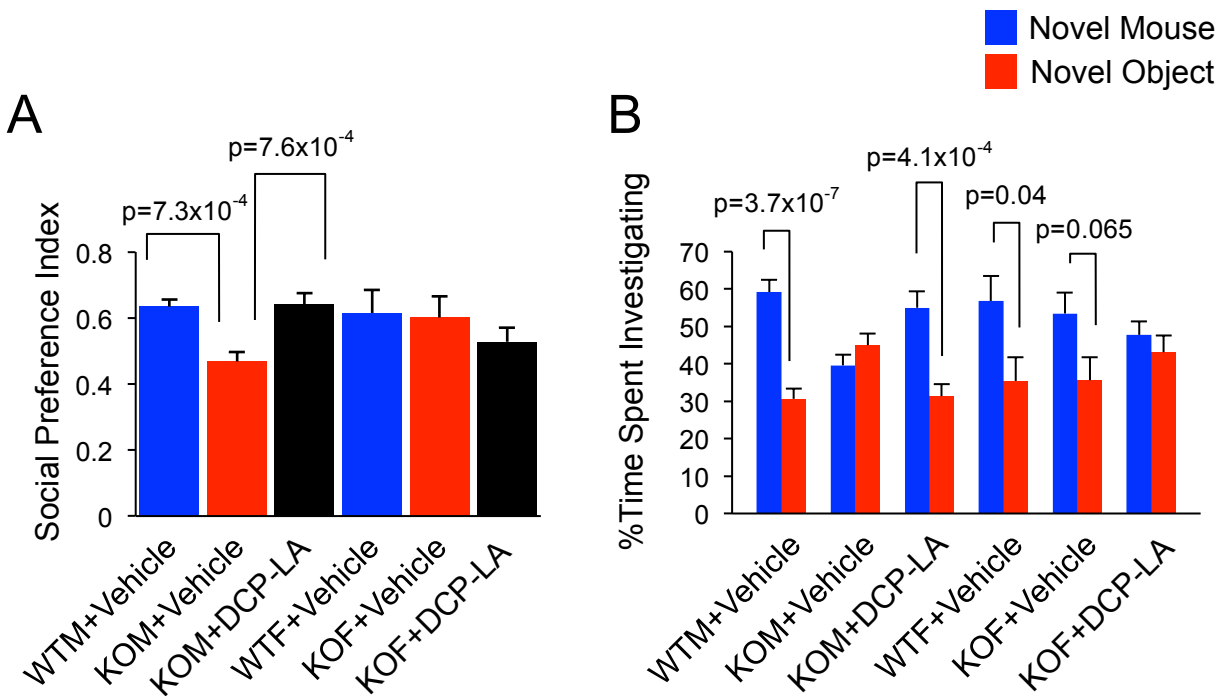 Novel Mouse
Novel Object
A
p=7.6x10⁻⁴
p=7.3x10⁻⁴
Social Preference Index
0.8
0.6
0.4
0.2
0
WTM+Vehicle
KOM+Vehicle
KOM+DCP-LA
WTF+Vehicle
KOF+Vehicle
KOF+DCP-LA
B
p=4.1x10⁻⁴
p=3.7x10⁻⁷
p=0.04
p=0.065
%Time Spent Investigating
70
60
50
40
30
20
10
0
WTM+Vehicle
KOM+Vehicle
KOM+DCP-LA
WTF+Vehicle
KOF+Vehicle
KOF+DCP-LA